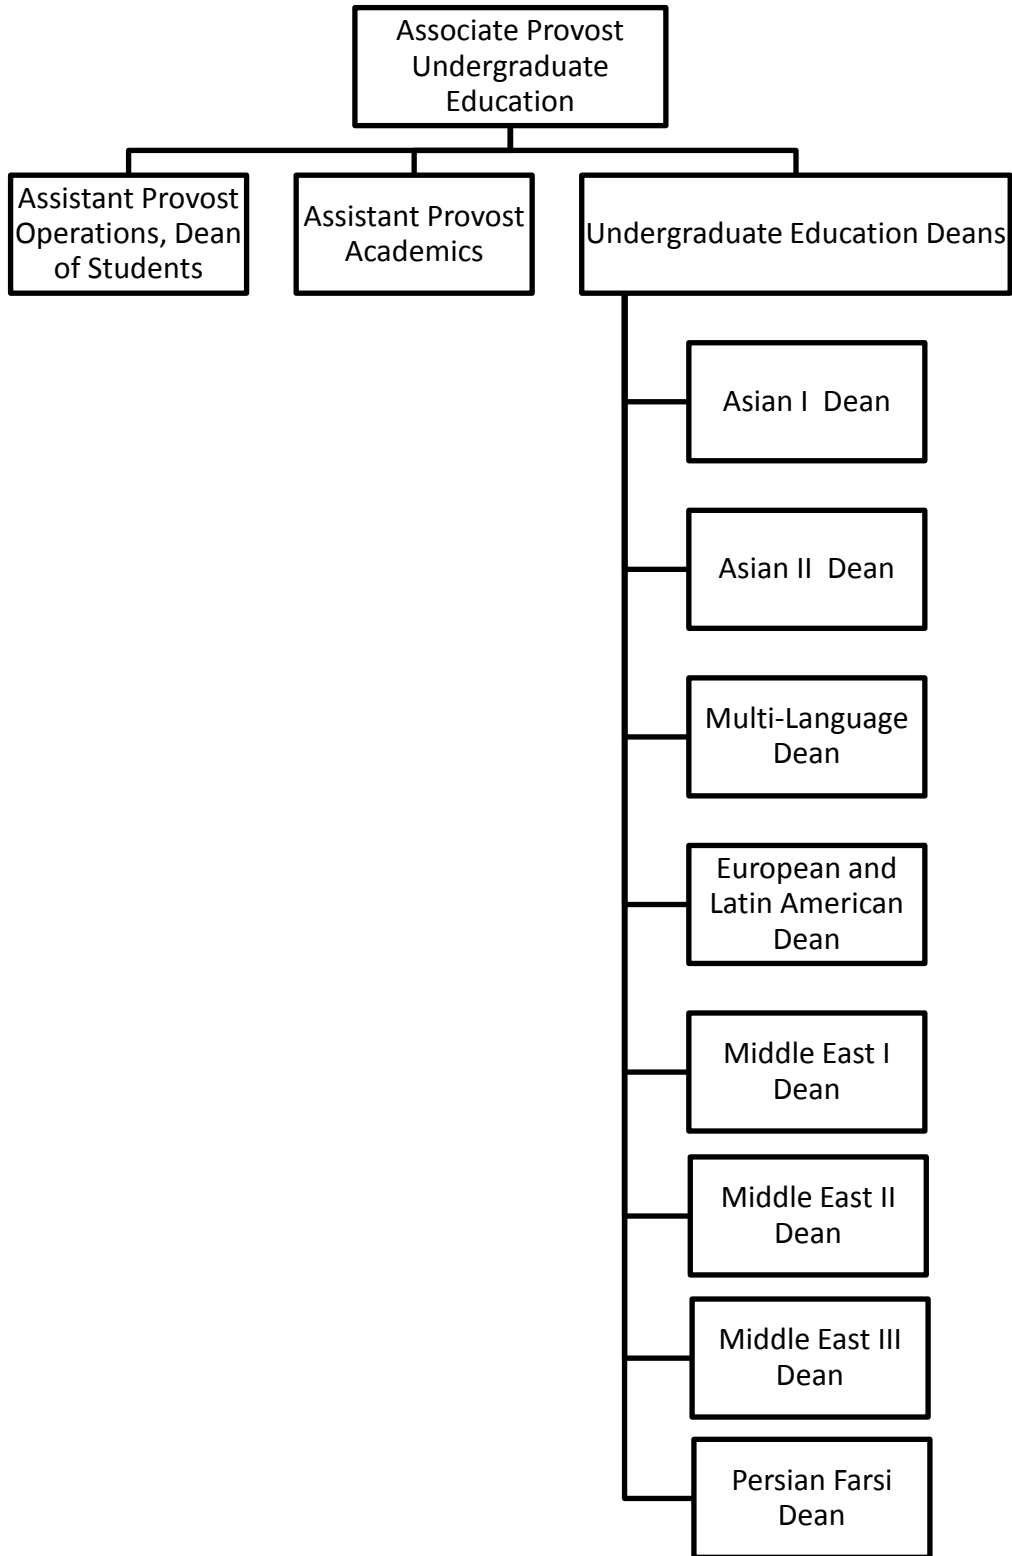 Associate Provost
Undergraduate
Education
Assistant Provost
Operations, Dean
of Students
Assistant Provost
Academics
Undergraduate Education Deans
Asian I  Dean
Asian II  Dean
Multi-Language
Dean
European and
Latin American
Dean
Middle East I
Dean
Middle East II
Dean
Middle East III
Dean
Persian Farsi
Dean